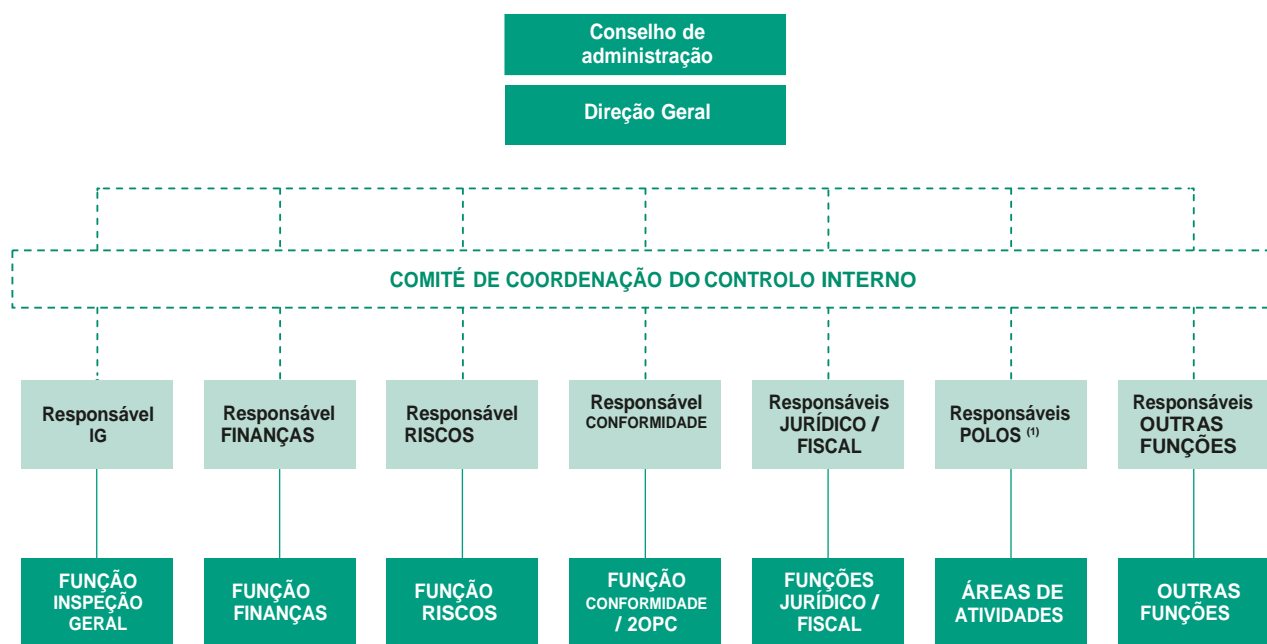 Conselho de
administração
Direção Geral
COMITÉ DE COORDENAÇÃO DO CONTROLO INTERNO
Responsável
IG
Responsável
FINANÇAS
Responsável
RISCOS
Responsável
CONFORMIDADE
Responsáveis
JURÍDICO /
FISCAL
Responsáveis
POLOS (1)
Responsáveis
OUTRAS
FUNÇÕES
FUNÇÃO
INSPEÇÃO
GERAL
FUNÇÃO
FINANÇAS
FUNÇÃO
RISCOS
FUNÇÃO
CONFORMIDADE
/ 2OPC
FUNÇÕES
JURÍDICO /
FISCAL
ÁREAS DE
ATIVIDADES
OUTRAS
FUNÇÕES